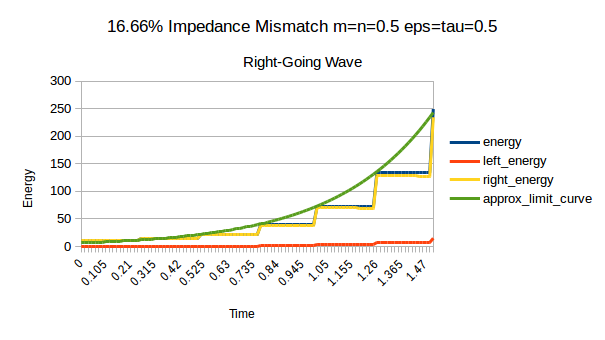 16.66% Impedance Mismatch m=n=0.5 eps=tau=0.5
Right-Going Wave
300
250
200
150
100
50
0
Energy
0
0.105
0.21
0.315
0.42
0.525
0.63
0.735
0.84
0.945
1.05
1.155
1.26
1.365
1.47
Time
energy
left_energy
right_energy
approx_limit_curve